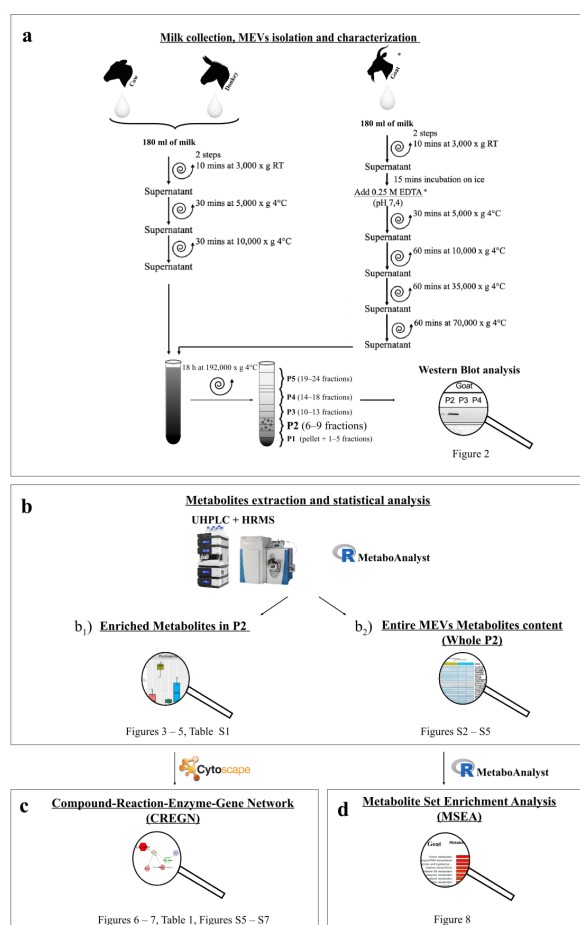 a
Milk collection, MEVs isolation and characterization
Cow
Donkey
Goat
*
180 ml of milk
2 steps
10 mins at 3,000 x g RT
Supernatant
30 mins at 5,000 x g 4°C
Supernatant
30 mins at 10,000 x g 4°C
Supernatant
180 ml of milk
2 steps
10 mins at 3,000 x g RT
Supernatant
15 mins incubation on ice
Add 0.25 M EDTA *
(pH 7,4)
30 mins at 5,000 x g 4°C
Supernatant
60 mins at 10,000 x g 4°C
Supernatant
60 mins at 35,000 x g 4°C
Supernatant
60 mins at 70,000 x g 4°C
Supernatant
18 h at 192,000 x g 4°C
P5 (19–24 fractions)
P4 (14–18 fractions)
P3 (10–13 fractions)
P2 (6–9 fractions)
P1 (pellet + 1–5 fractions)
Western Blot analysis
Goat
P2 P3 P4
Figure 2
b
Metabolites extraction and statistical analysis
UHPLC + HRMS
R MetaboAnalyst
b1) Enriched Metabolites in P2
Figures 3 – 5, Table S1
b2) Entire MEVs Metabolites content
(Whole P2)
Figures S2 – S5
Cytoscape
R MetaboAnalyst
c
Compound-Reaction-Enzyme-Gene Network
(CREGN)
Figures 6 – 7, Table 1, Figures S5 – S7
d
Metabolite Set Enrichment Analysis
(MSEA)
Goat
Figure 8